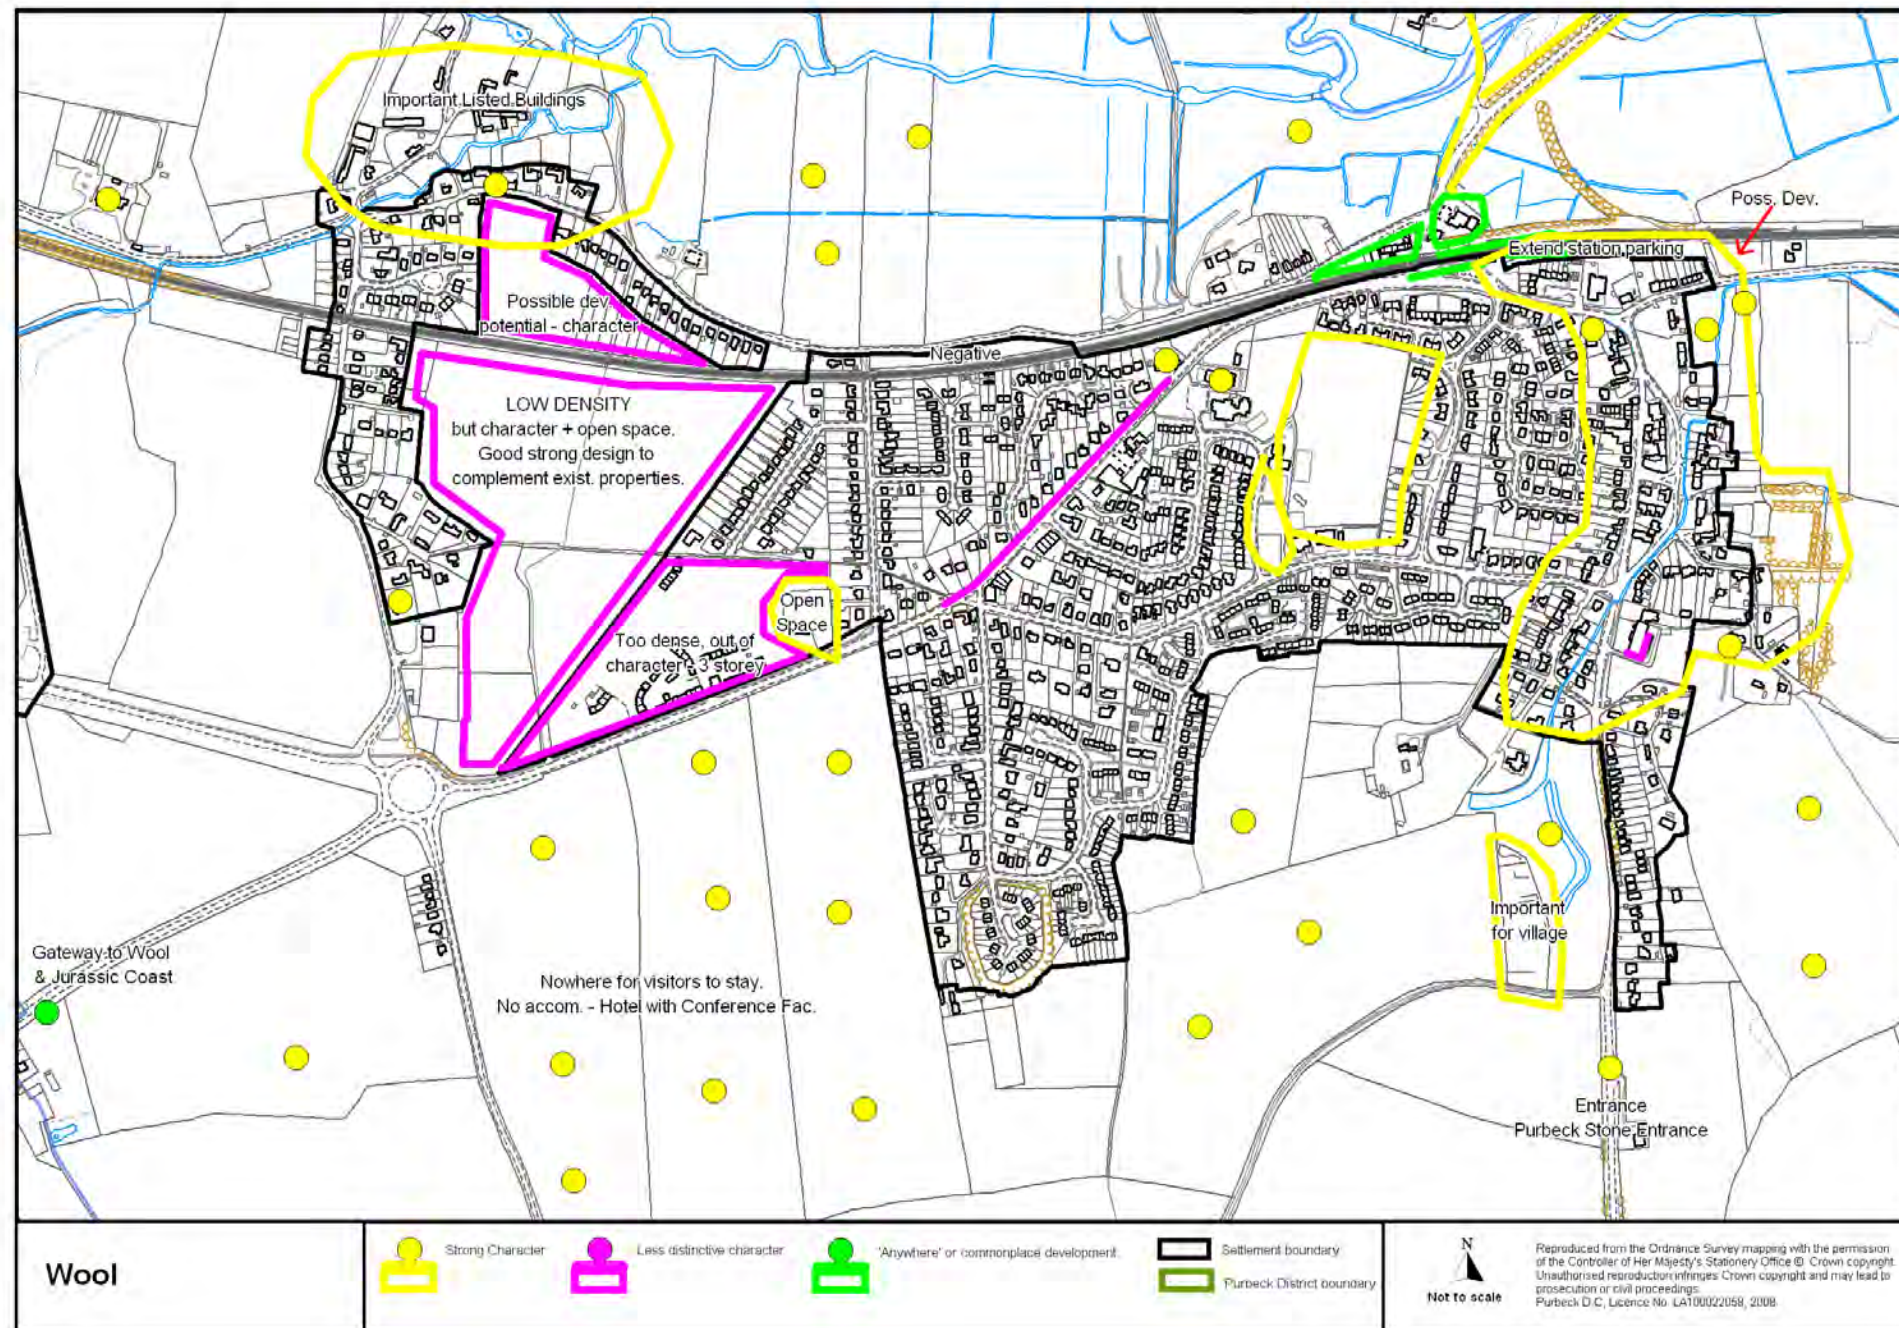 Important Listed Buildings
Poss. Dev.
Extend station parking
Possible dev.
potential - character
Negative
LOW DENSITY
but character + open space.
Good strong design to
complement exist. properties.
Open
Space
Too dense, out of
character - 3 storey
Important
for village
Gateway to Wool
& Jurassic Coast
Nowhere for visitors to stay.
No accom. - Hotel with Conference Fac.
Entrance
Purbeck Stone Entrance
Wool
Strong Character
Less distinctive character
'Anywhere' or commonplace development.
Settlement boundary
Purbeck District boundary
N
Not to scale
Reproduced from the Ordnance Survey mapping with the permission
of the Controller of Her Majesty's Stationery Office © Crown copyright.
Unauthorised reproduction infringes Crown copyright and may lead to
prosecution or civil proceedings.
Purbeck D.C, Licence No. LA100022058, 2008.